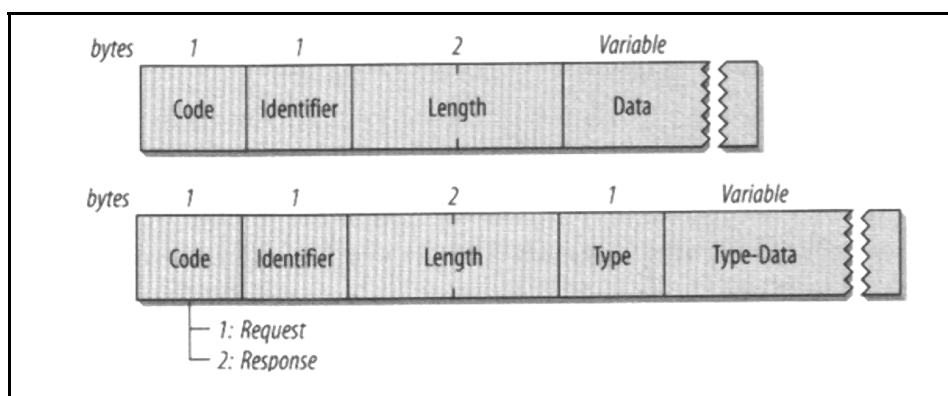 bytes 1 1 2 Variable
Code Identifier Length Data
bytes 1 1 2 1 Variable
Code Identifier Length Type Type-Data
1: Request
2: Response